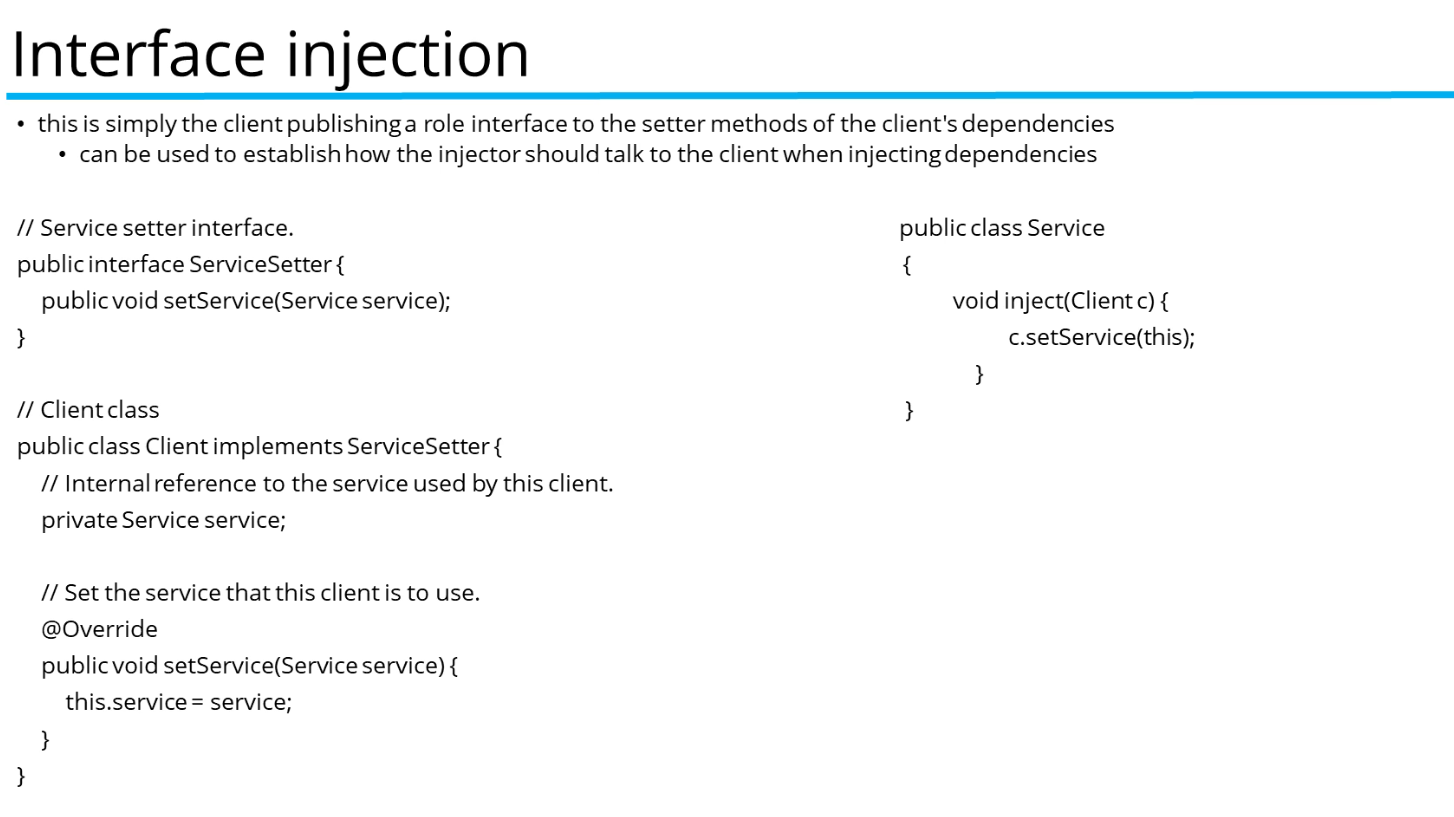 Interface injection
• this is simply the client publishing a role interface to the setter methods of the client's dependencies
• can be used to establish how the injector should talk to the client when injecting dependencies
// Service setter interface.
public interface ServiceSetter {
public void setService(Service service);
}
// Client class
public class Client implements ServiceSetter {
// Internal reference to the service used by this client.
private Service service;
// Set the service that this client is to use.
@Override
public void setService(Service service) {
this.service = service;
}
}
public class Service
{
void inject(Client c) {
c.setService(this);
}
}